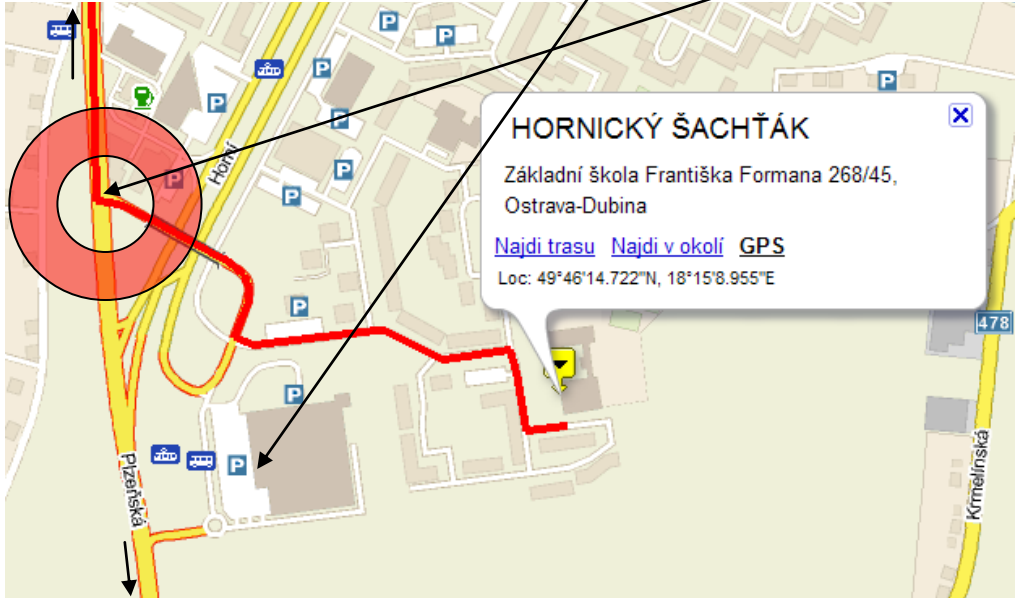 P
P
P
P
P
P
P
P
P
P
P
P
Horní
HORNICKÝ ŠACHŤÁK
Základní škola Františka Formana 268/45,
Ostrava-Dubina
Najdi trasu Najdi v okolí GPS
Loc: 49°46'14.722"N, 18°15'8.955"E
478
Plzeňská
Krmelínská